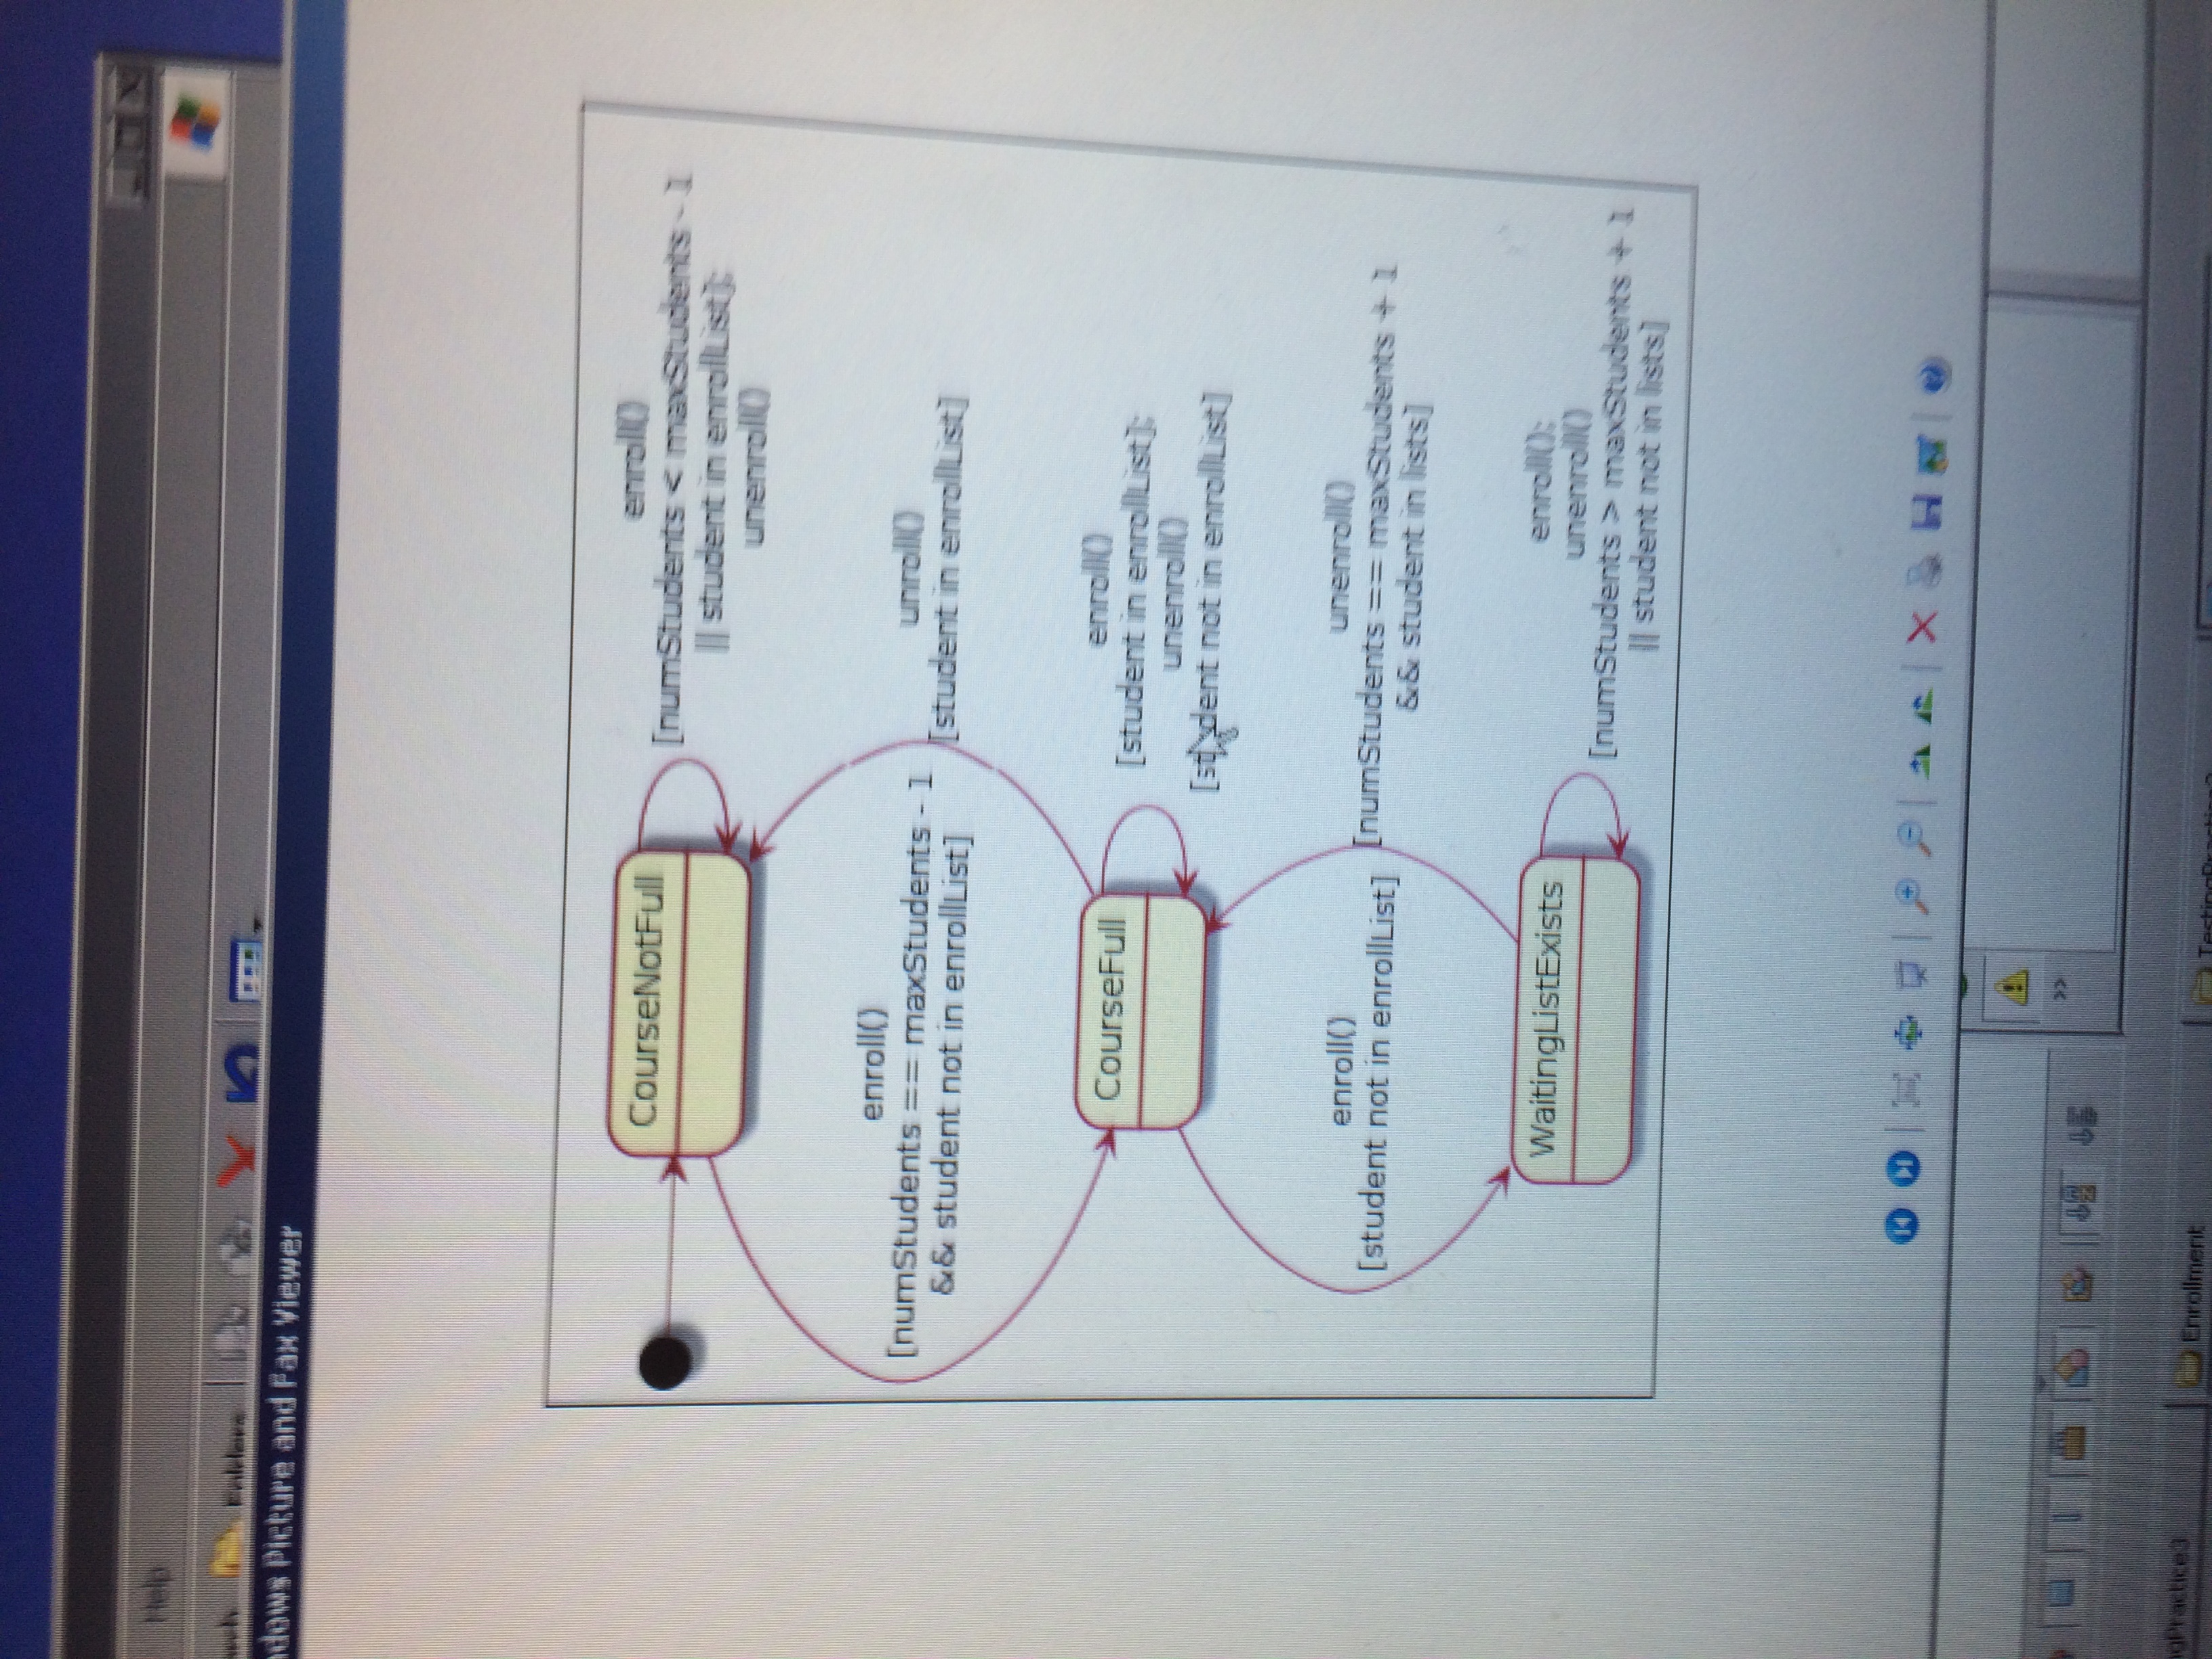 Help
Folders
dows Picture and Fax Viewer
CourseNotFull
enroll()
[numStudents < maxStudents - 1
|| student in enrollList];
unenroll()
enroll()
[numStudents == maxStudents - 1
&& student not in enrollList]
unroll()
[student in enrollList]
CourseFull
enroll()
[student in enrollList];
unenroll()
[student not in enrollList]
enroll()
[student not in enrollList]
unenroll()
[numStudents == maxStudents + 1
&& student in lists]
WaitingListExists
enroll();
unenroll()
[numStudents > maxStudents + 1
|| student not in lists]
gPractice3
Enrollment